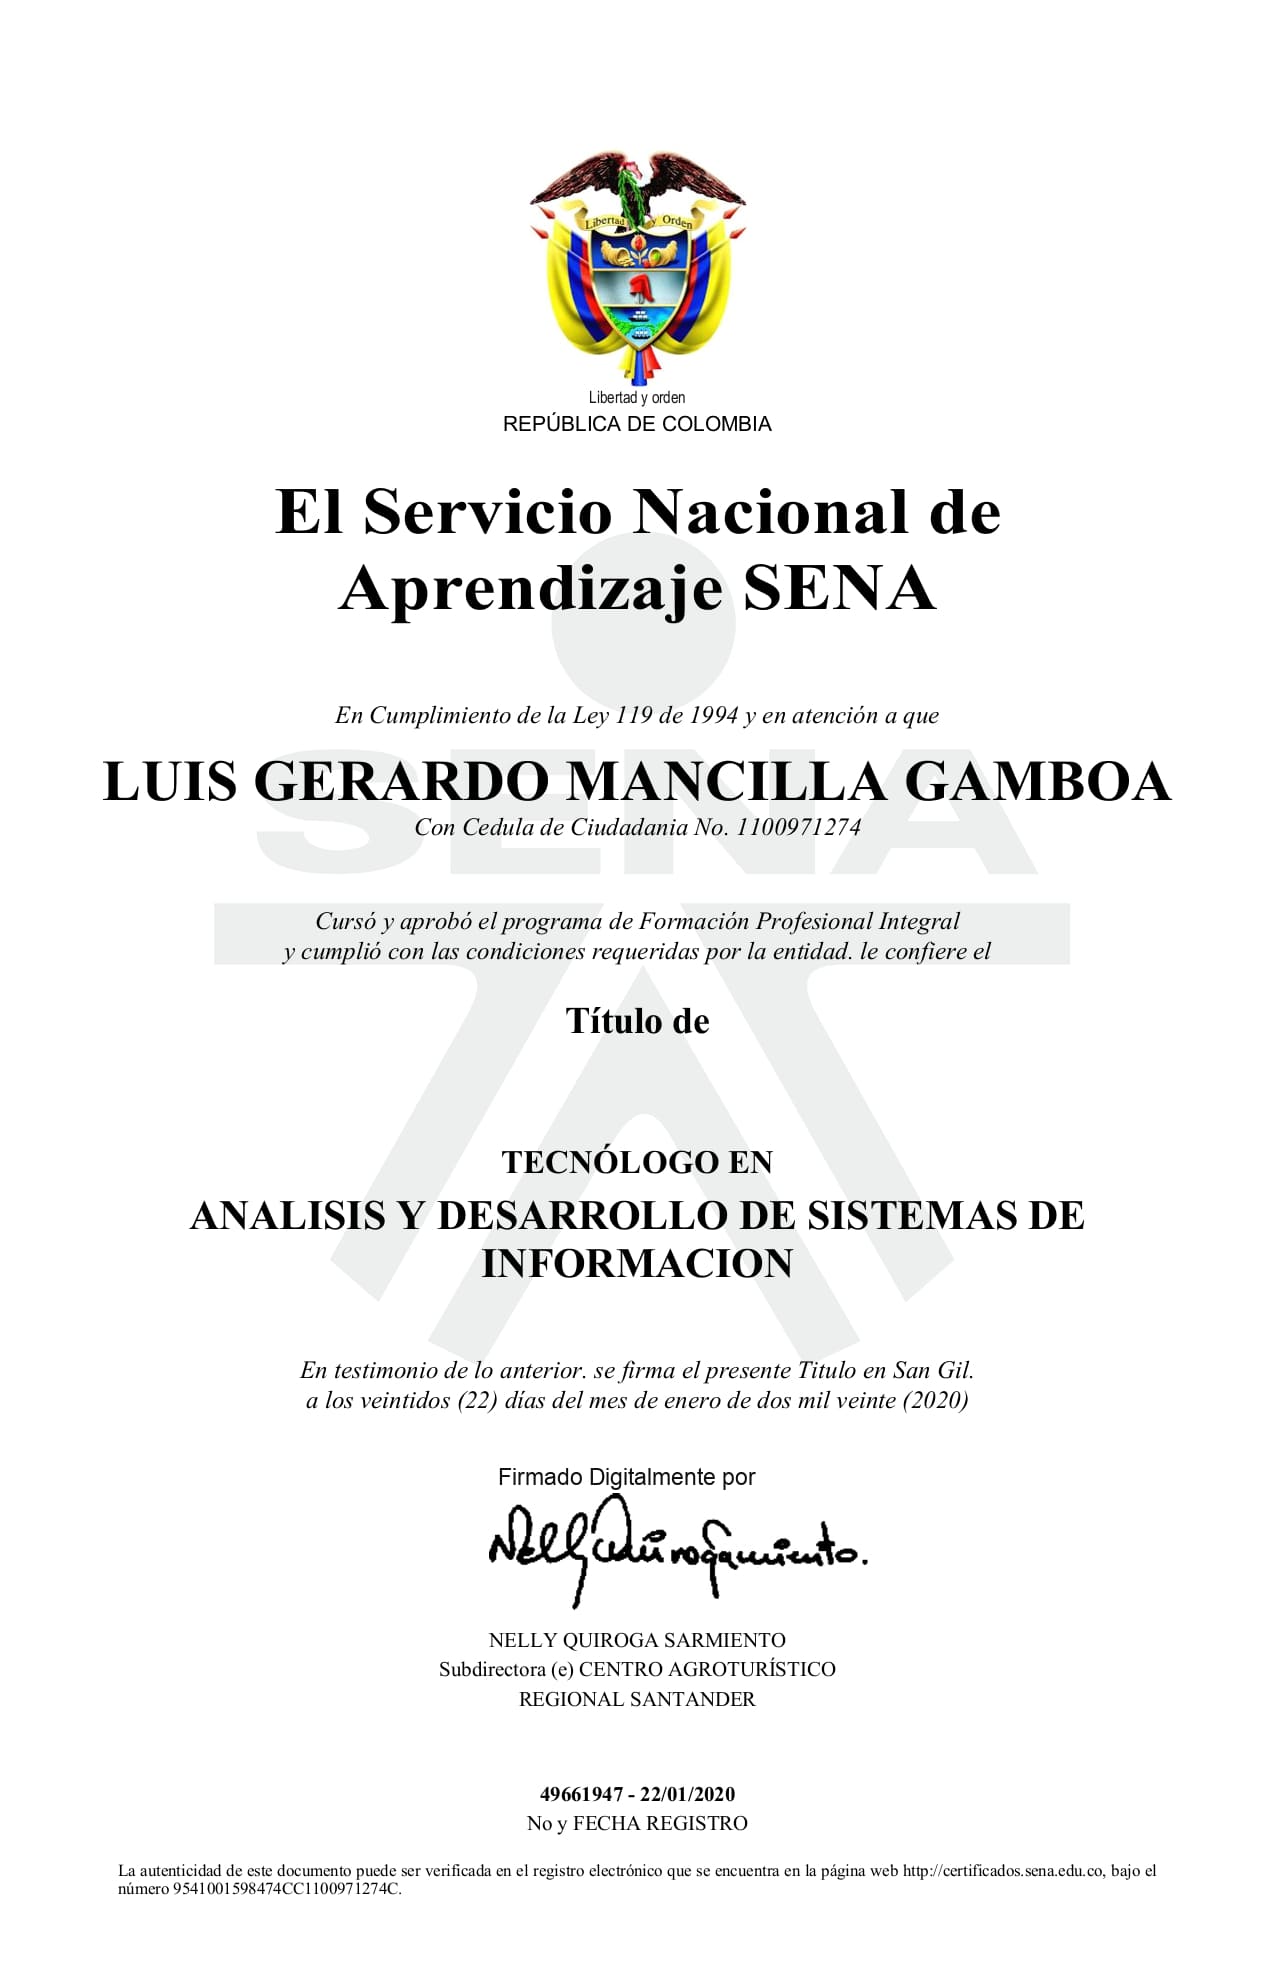 Libertad y Orden
Libertad y orden
REPÚBLICA DE COLOMBIA
El Servicio Nacional de
Aprendizaje SENA
En Cumplimiento de la Ley 119 de 1994 y en atención a que
SENA
LUIS GERARDO MANCILLA GAMBOA
Con Cedula de Ciudadania No. 1100971274
Cursó y aprobó el programa de Formación Profesional Integral
y cumplió con las condiciones requeridas por la entidad. le confiere el
Título de
TECNÓLOGO EN
ANALISIS Y DESARROLLO DE SISTEMAS DE
INFORMACION
En testimonio de lo anterior. se firma el presente Titulo en San Gil.
a los veintidos (22) días del mes de enero de dos mil veinte (2020)
Firmado Digitalmente por
Nelly Quiroga Sarmiento.
NELLY QUIROGA SARMIENTO
Subdirectora (e) CENTRO AGROTURÍSTICO
REGIONAL SANTANDER
49661947 - 22/01/2020
No y FECHA REGISTRO
La autenticidad de este documento puede ser verificada en el registro electrónico que se encuentra en la página web http://certificados.sena.edu.co, bajo el
número 9541001598474CC1100971274C.